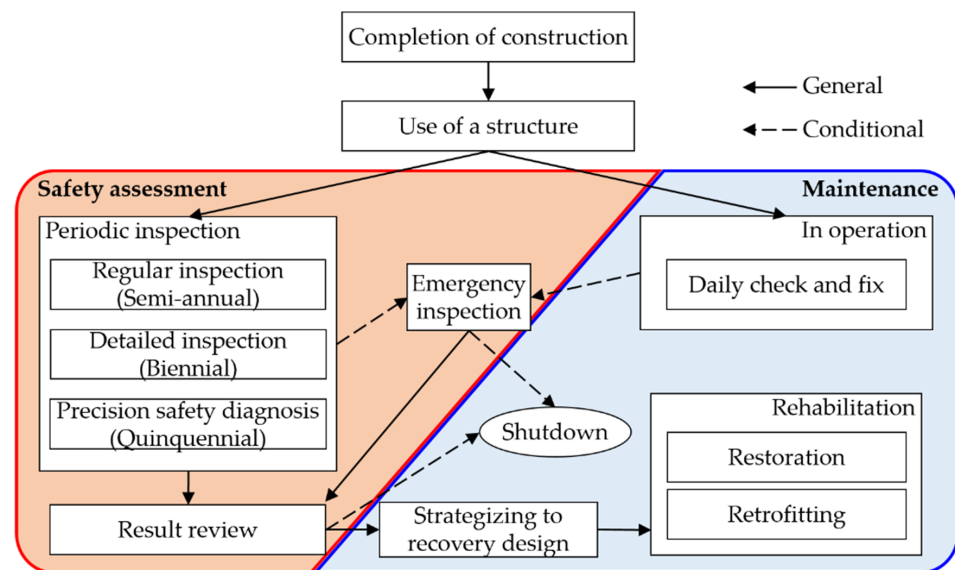 Completion of construction
General
Use of a structure
Conditional
Safety assessment
Maintenance
Periodic inspection
In operation
Regular inspection
(Semi-annual)
Emergency
inspection
Daily check and fix
Detailed inspection
(Biennial)
Precision safety diagnosis
(Quinquennial)
Shutdown
Rehabilitation
Restoration
Retrofitting
Result review
Strategizing to
recovery design